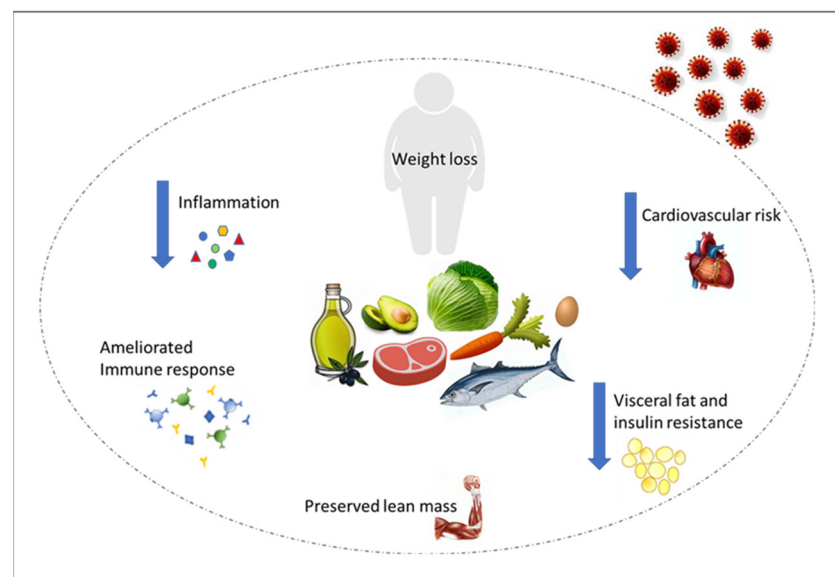 Weight loss
Inflammation
Cardiovascular risk
Ameliorated
Immune response
Visceral fat and
insulin resistance
Preserved lean mass